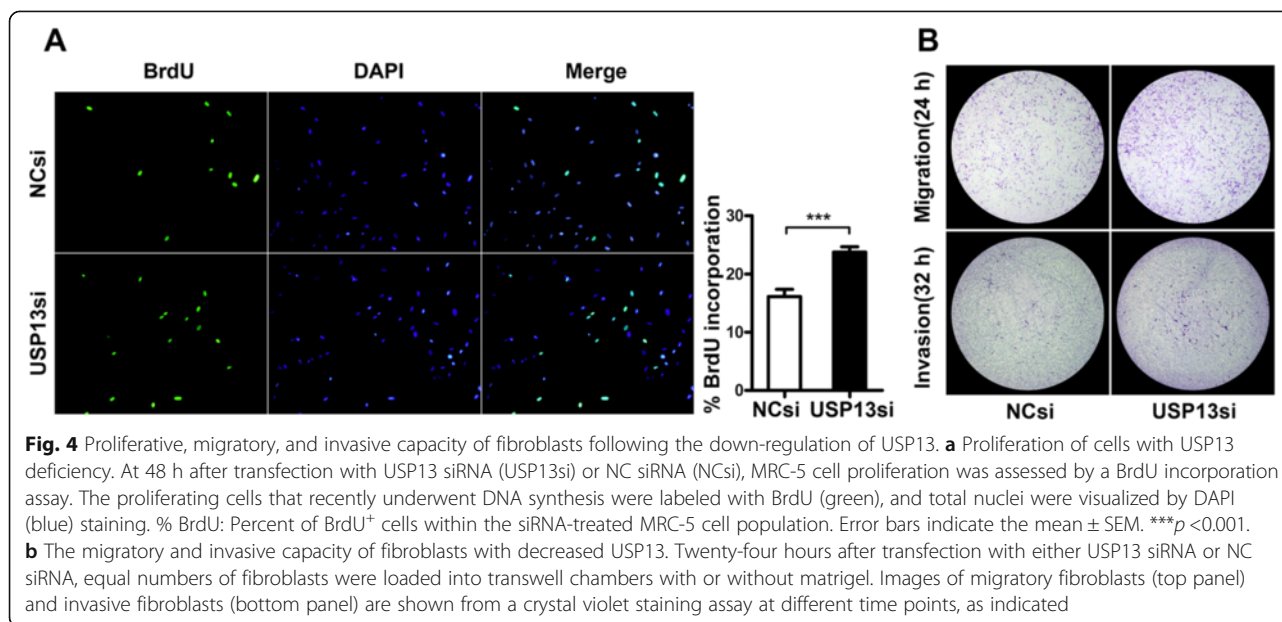 A
B
BrdU DAPI Merge
NCsi
USP13si
% BrdU incorporation
30
20
10
0
***
NCsi USP13si
Migration(24 h)
Invasion(32 h)
NCsi USP13si
Fig. 4 Proliferative, migratory, and invasive capacity of fibroblasts following the down-regulation of USP13. a Proliferation of cells with USP13
deficiency. At 48 h after transfection with USP13 siRNA (USP13si) or NC siRNA (NCsi), MRC-5 cell proliferation was assessed by a BrdU incorporation
assay. The proliferating cells that recently underwent DNA synthesis were labeled with BrdU (green), and total nuclei were visualized by DAPI
(blue) staining. % BrdU: Percent of BrdU⁺ cells within the siRNA-treated MRC-5 cell population. Error bars indicate the mean ± SEM. ***p <0.001.
b The migratory and invasive capacity of fibroblasts with decreased USP13. Twenty-four hours after transfection with either USP13 siRNA or NC
siRNA, equal numbers of fibroblasts were loaded into transwell chambers with or without matrigel. Images of migratory fibroblasts (top panel)
and invasive fibroblasts (bottom panel) are shown from a crystal violet staining assay at different time points, as indicated